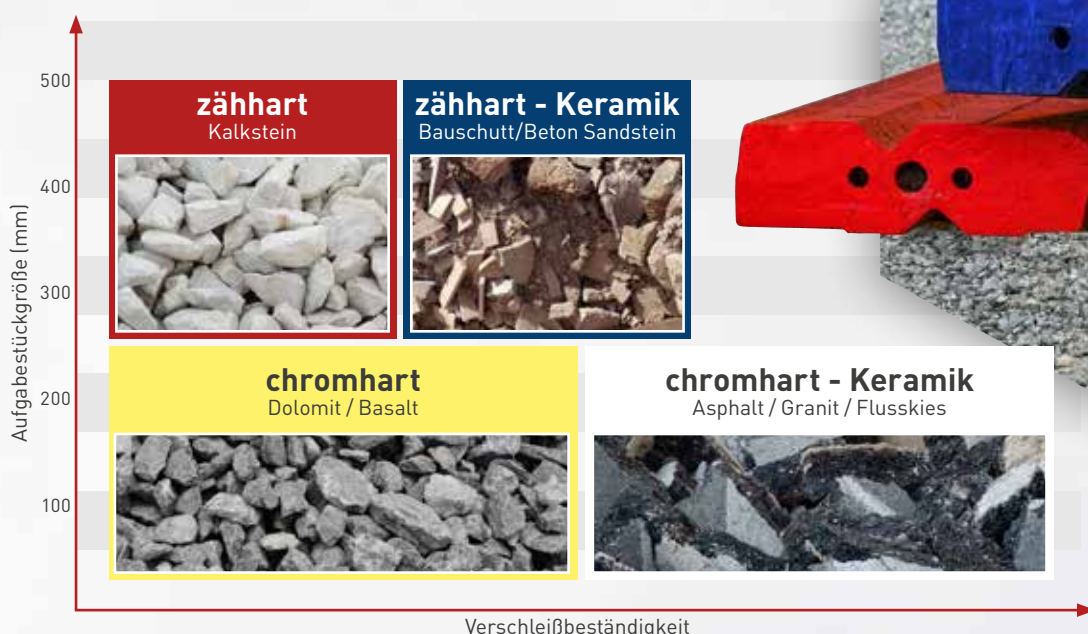 500
zähhart
Kalkstein
zähhart - Keramik
Bauschutt/Beton Sandstein
400
Aufgabestückgröße (mm)
300
chromhart
Dolomit / Basalt
chromhart - Keramik
Asphalt / Granit / Flusskies
200
100
Verschleißbeständigkeit